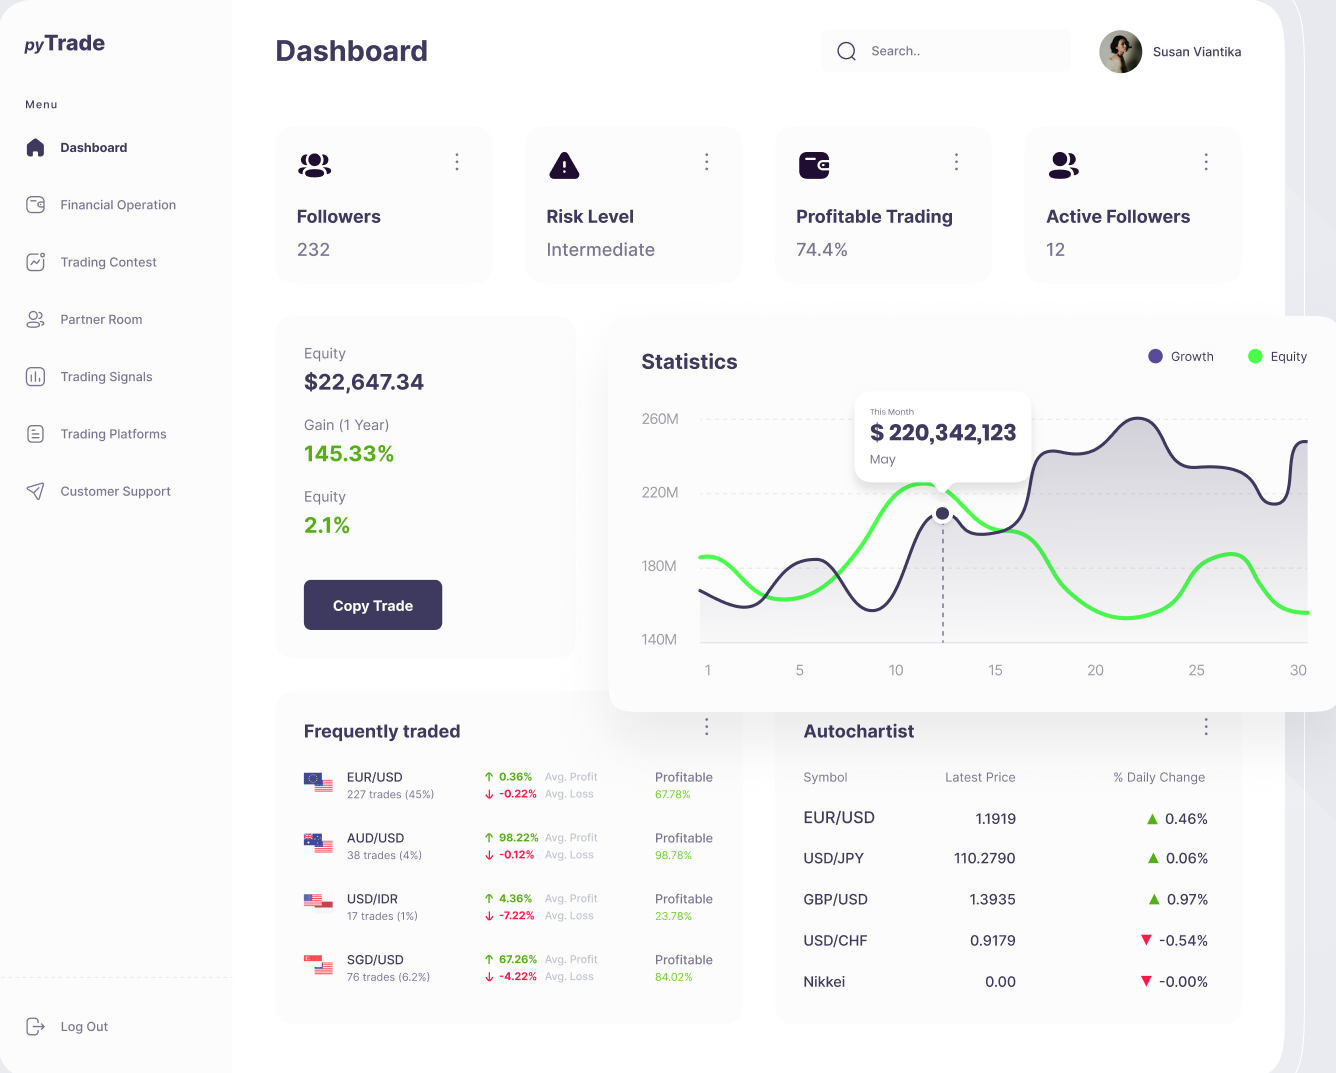 pyTrade
Menu
Dashboard
Financial Operation
Trading Contest
Partner Room
Trading Signals
Trading Platforms
Customer Support
Log Out
Dashboard
Search..
Susan Viantika
Followers
232
Risk Level
Intermediate
Profitable Trading
74.4%
Active Followers
12
Equity
$22,647.34
Gain (1 Year)
145.33%
Equity
2.1%
Copy Trade
Statistics
Growth
Equity
This Month
$ 220,342,123
May
260M
220M
180M
140M
1 5 10 15 20 25 30
Frequently traded
EUR/USD 0.36% Avg. Profit Profitable
227 trades (45%) -0.22% Avg. Loss 67.78%
AUD/USD 98.22% Avg. Profit Profitable
38 trades (4%) -0.12% Avg. Loss 98.78%
USD/IDR 4.36% Avg. Profit Profitable
17 trades (1%) -7.22% Avg. Loss 23.78%
SGD/USD 67.26% Avg. Profit Profitable
76 trades (6.2%) -4.22% Avg. Loss 84.02%
Autochartist
Symbol Latest Price % Daily Change
EUR/USD 1.1919 ▲ 0.46%
USD/JPY 110.2790 ▲ 0.06%
GBP/USD 1.3935 ▲ 0.97%
USD/CHF 0.9179 ▼ -0.54%
Nikkei 0.00 ▼ -0.00%